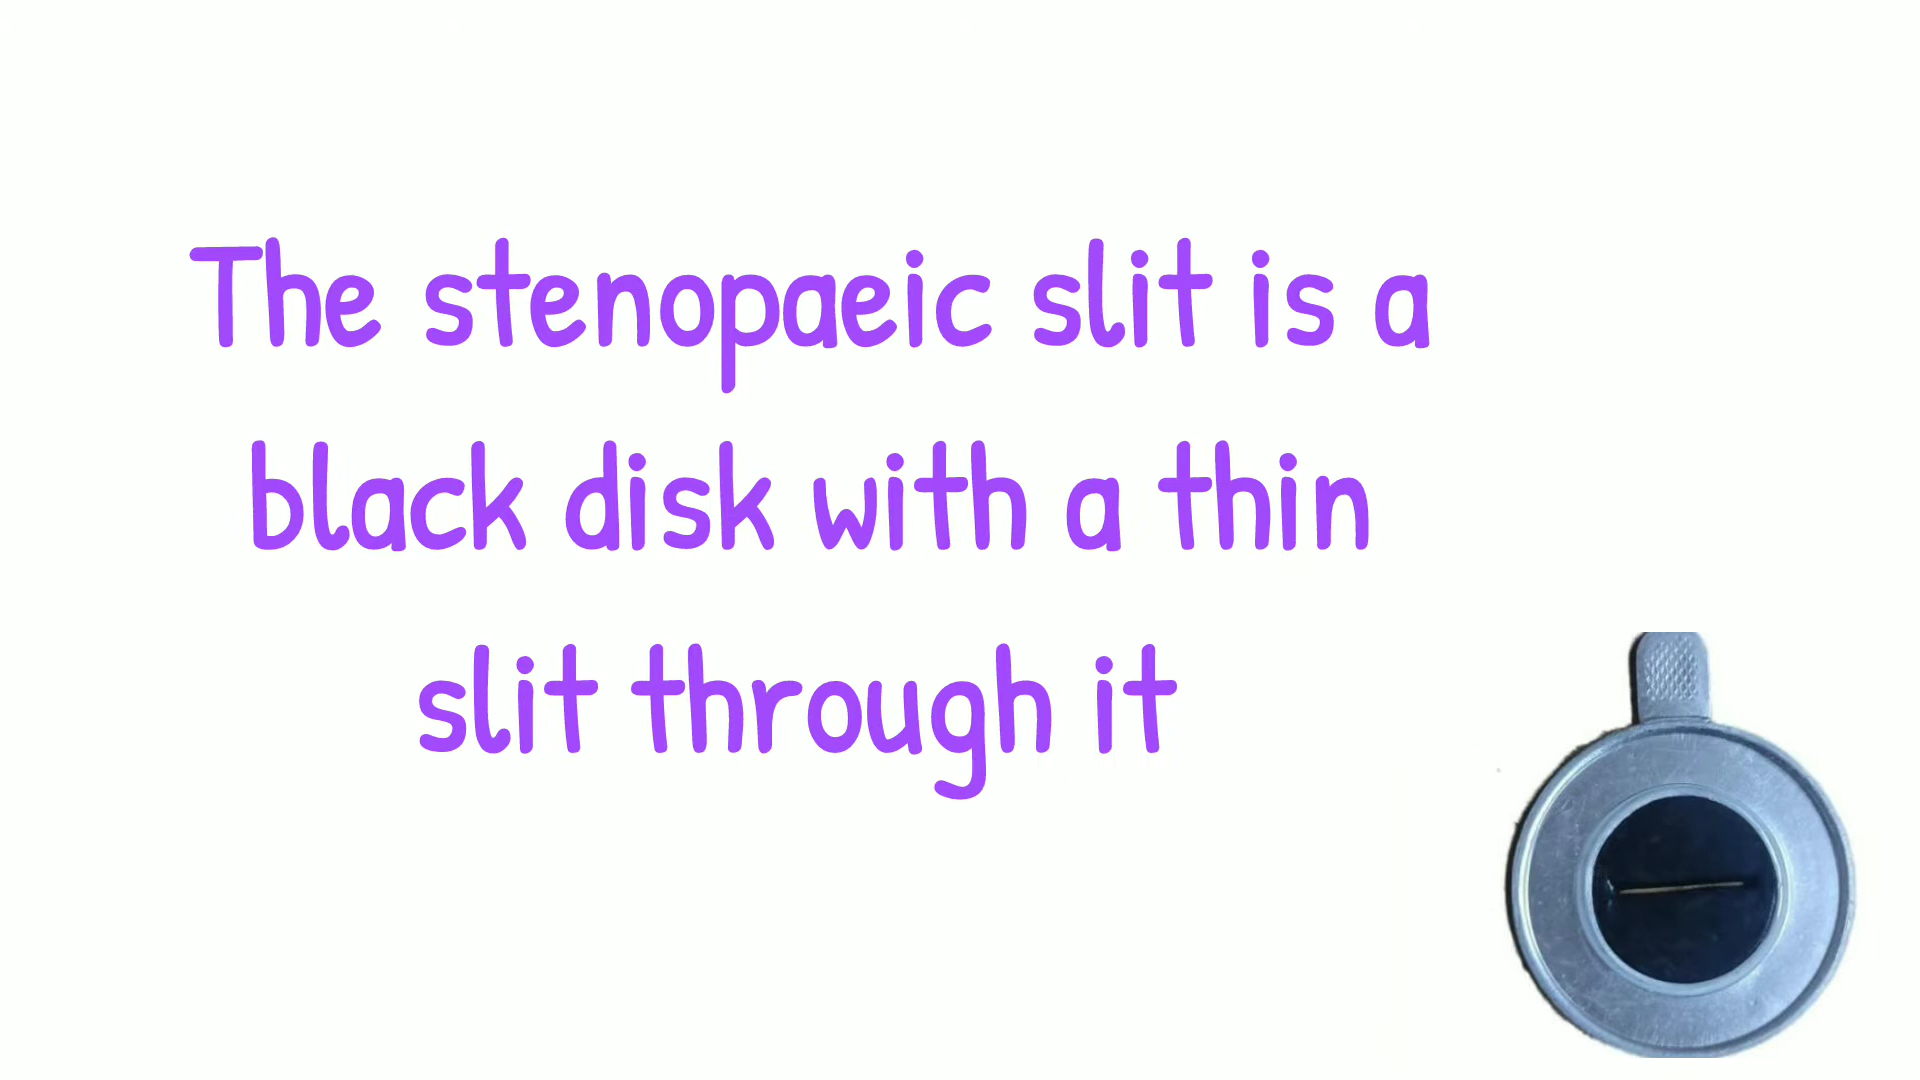 The stenopaeic slit is a
black disk with a thin
slit through it